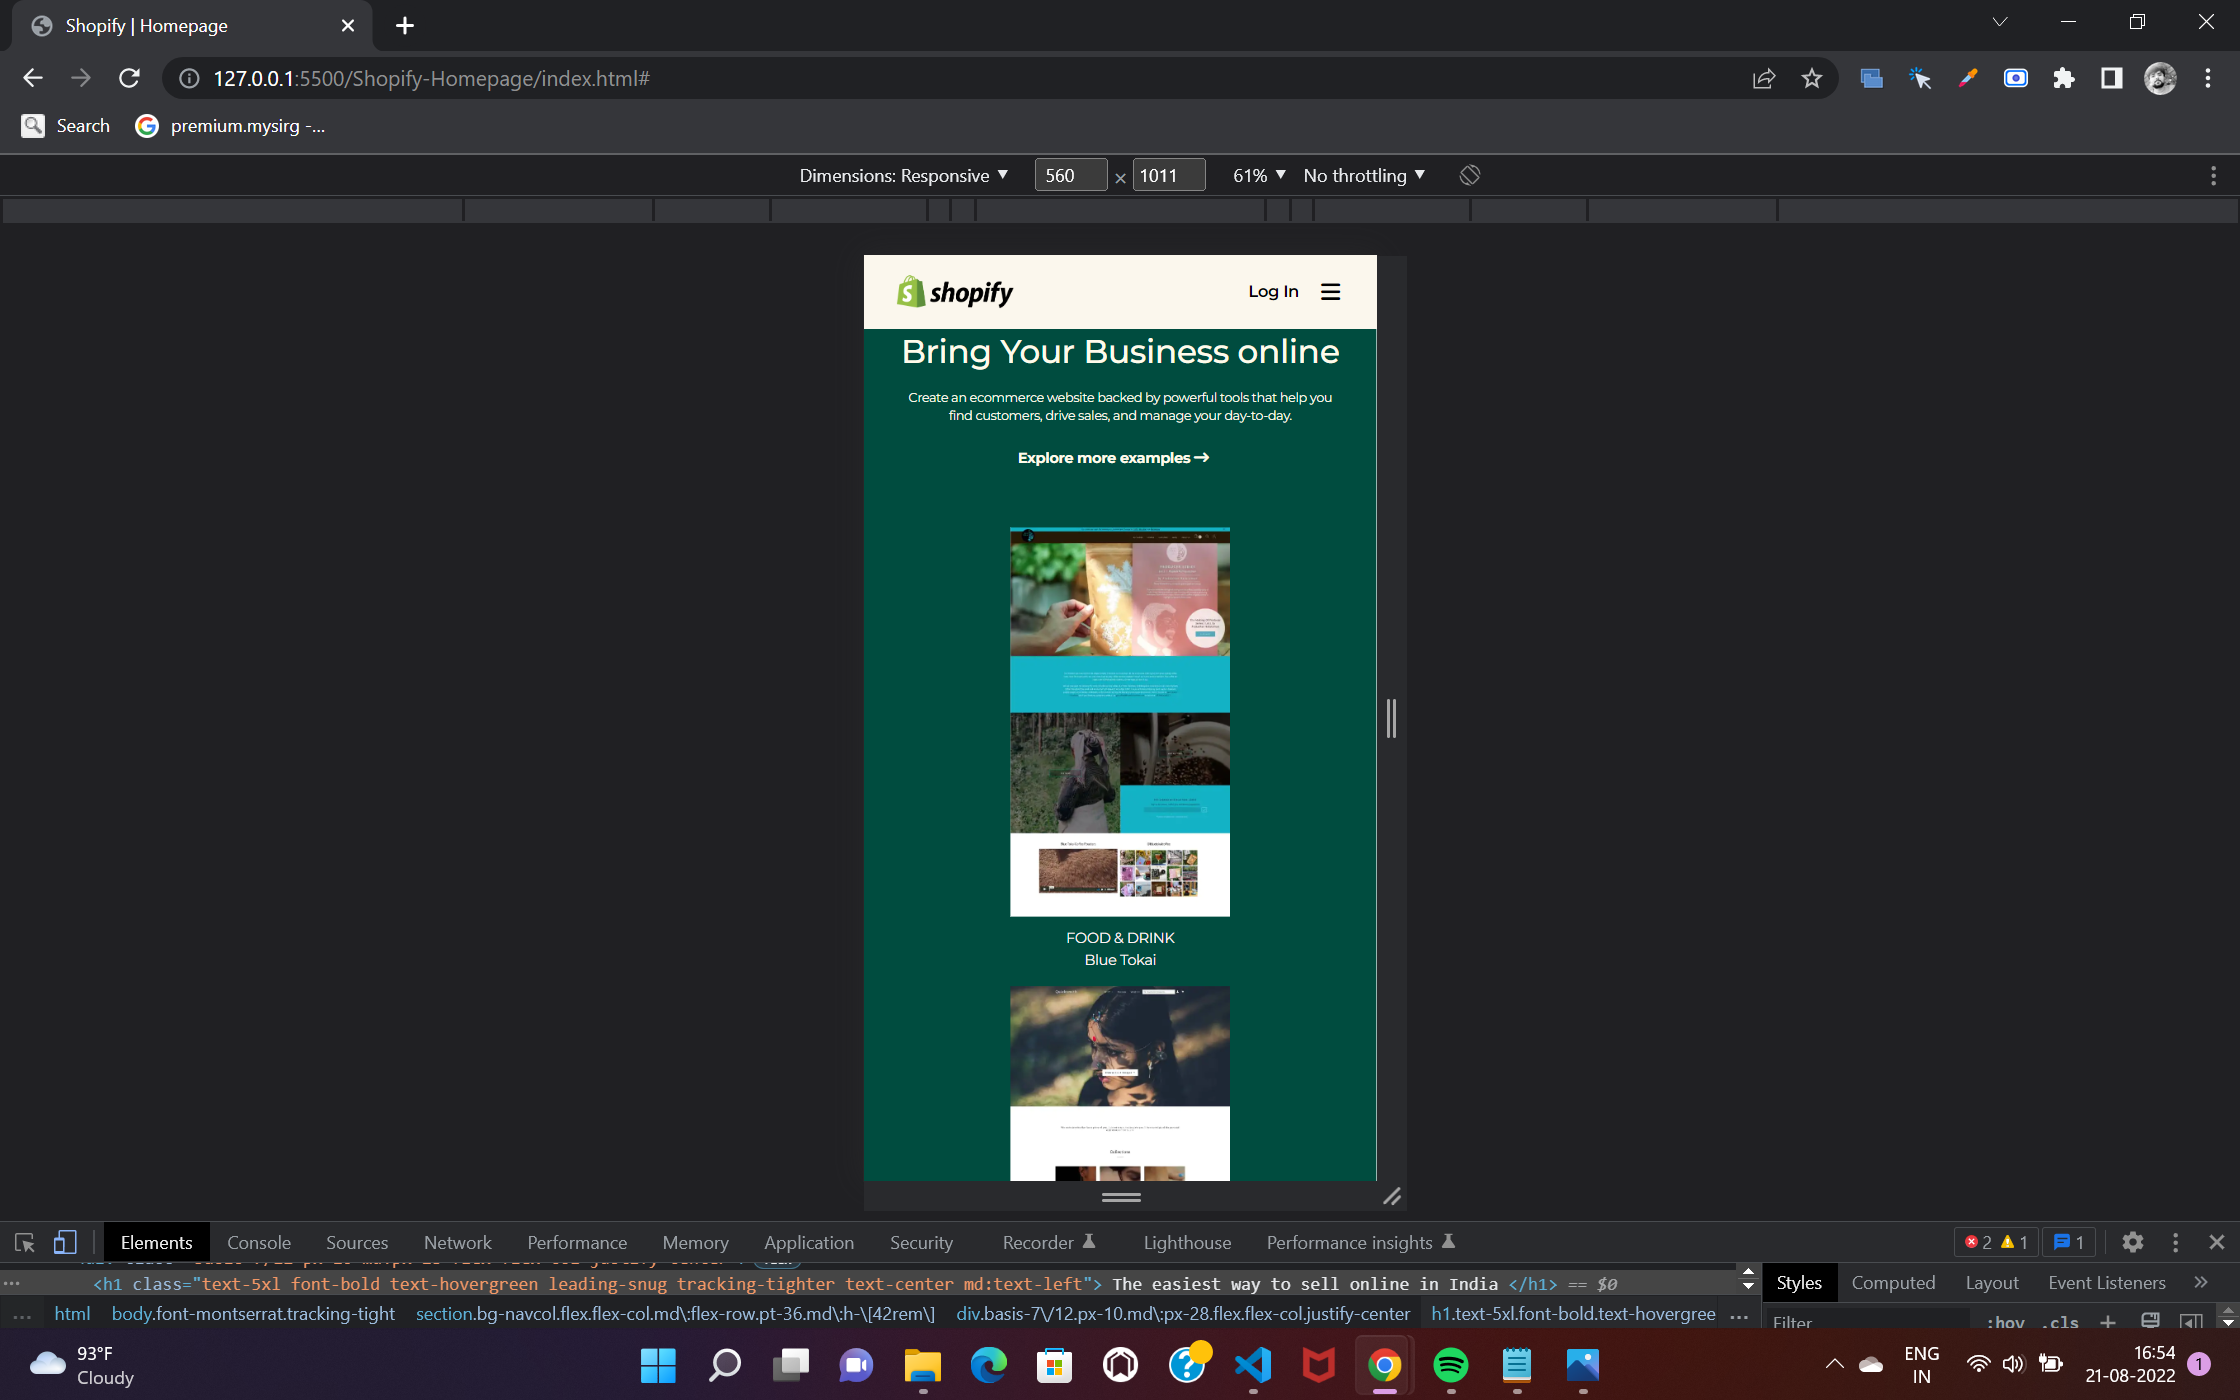 Shopify | Homepage
127.0.0.1:5500/Shopify-Homepage/index.html#
Search
premium.mysirg -...
Dimensions: Responsive ▼ 560 × 1011 61% ▼ No throttling ▼
shopify
Log In
Bring Your Business online
Create an ecommerce website backed by powerful tools that help you
find customers, drive sales, and manage your day-to-day.
Explore more examples →
FOOD & DRINK
Blue Tokai
Elements Console Sources Network Performance Memory Application Security Recorder Lighthouse Performance insights 2 1 1
<h1 class="text-5xl font-bold text-hovergreen leading-snug tracking-tighter text-center md:text-left"> The easiest way to sell online in India </h1> == $0
Styles Computed Layout Event Listeners »
... html body.font-montserrat.tracking-tight section.bg-navcol.flex.flex-col.md\:flex-row.pt-36.md\:h-\[42rem\] div.basis-7\/12.px-10.md\:px-28.flex.flex-col.justify-center h1.text-5xl.font-bold.text-hovergree ...
Filter :hov .cls +
93°F
Cloudy
ENG
IN
16:54
21-08-2022
1